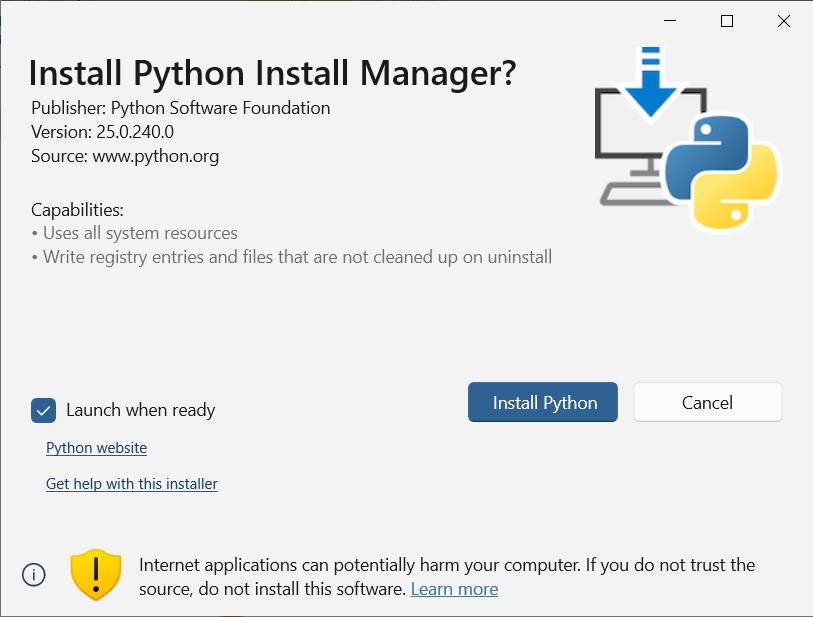 Install Python Install Manager?
Publisher: Python Software Foundation
Version: 25.0.240.0
Source: www.python.org
Capabilities:
• Uses all system resources
• Write registry entries and files that are not cleaned up on uninstall
Launch when ready
Install Python
Cancel
Python website
Get help with this installer
Internet applications can potentially harm your computer. If you do not trust the
source, do not install this software. Learn more